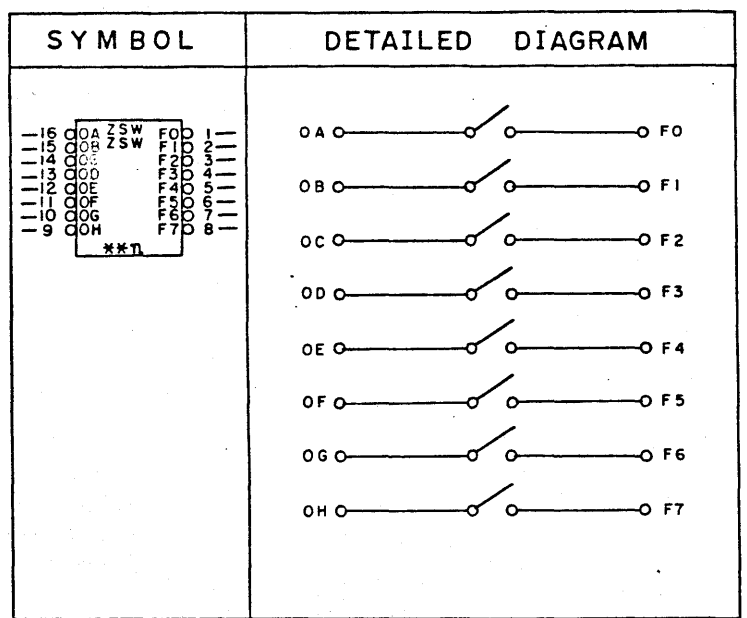 SYMBOL
DETAILED DIAGRAM
16 OA ZSW F0 1
15 OB ZSW F1 2
14 F2 3
13 OD F3 4
12 OE F4 5
11 OF F5 6
10 OG F6 7
9 OH F7 8
**n
OA F0
OB F1
OC F2
OD F3
OE F4
OF F5
OG F6
OH F7